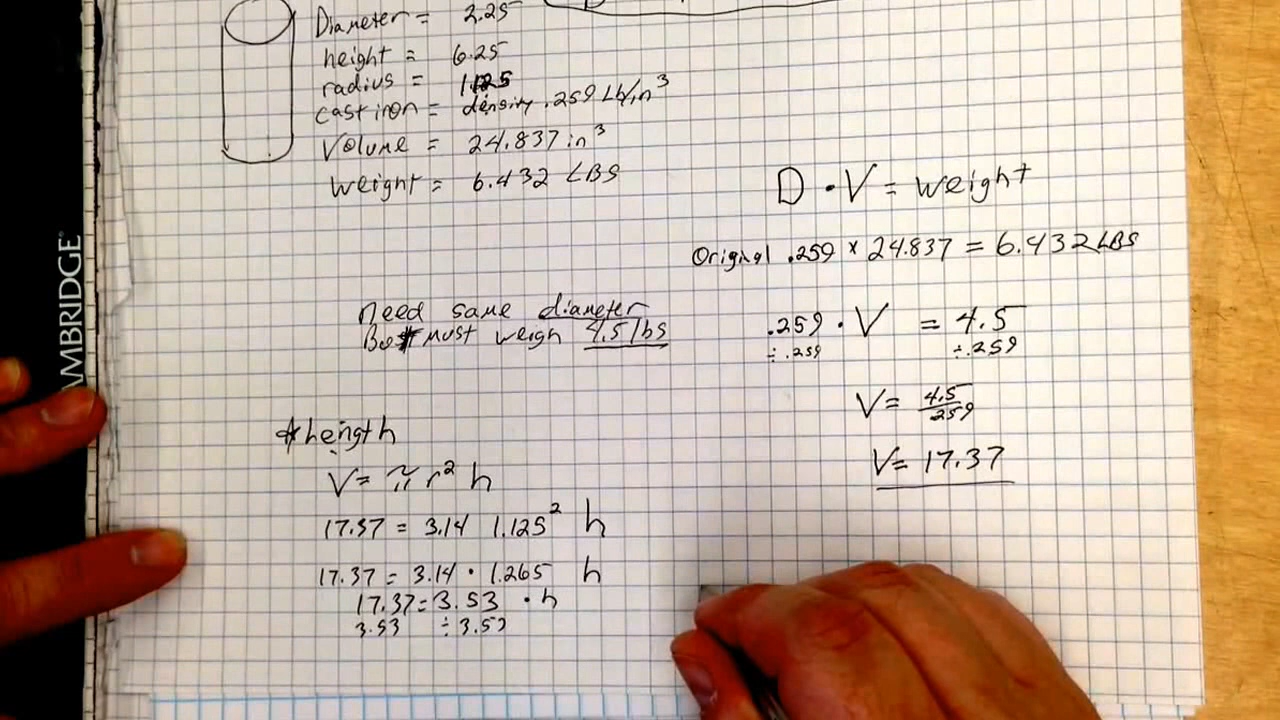 Diameter = 2.25
height = 6.25
radius = 1.125
cast iron = density .259 Lb/in³
Volume = 24.837 in³
weight = 6.432 LBS
D · V = weight
Original .259 × 24.837 = 6.432 LBS
Need same diameter
But must weigh 4.5 lbs
.259 · V = 4.5
÷ .259 ÷ .259
V = 4.5/.259
V = 17.37
*Length
V = π r² h
17.37 = 3.14 1.125² h
17.37 = 3.14 · 1.265 h
17.37 = 3.53 · h
3.53 ÷ 3.53
CAMBRIDGE